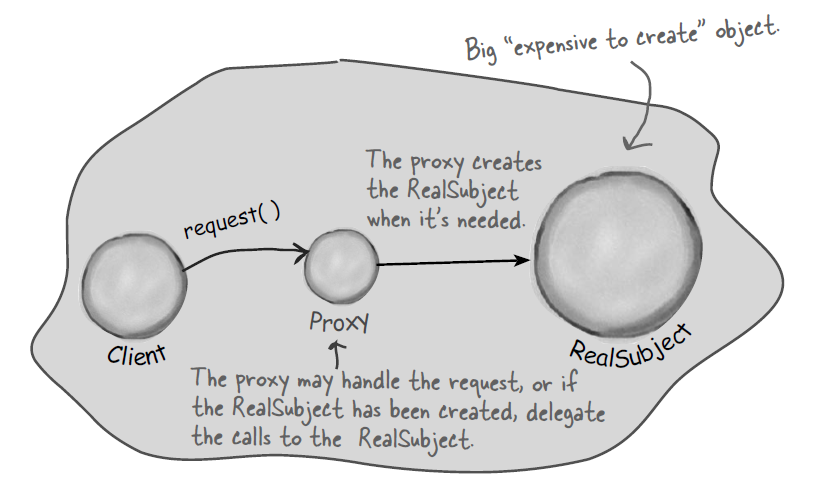 Big “expensive to create” object.
The proxy creates
the RealSubject
when it's needed.
request()
Proxy
Client
RealSubject
The proxy may handle the request, or if
the RealSubject has been created, delegate
the calls to the RealSubject.